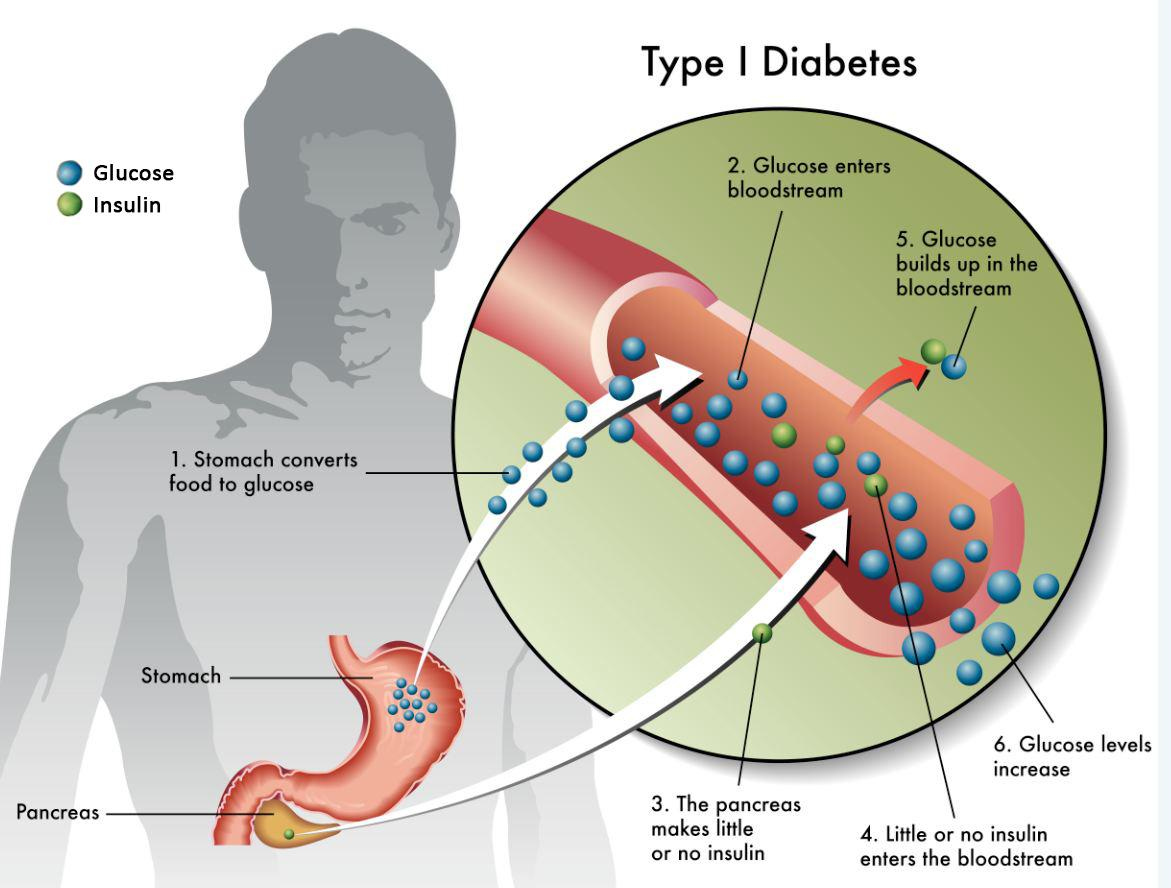 Type I Diabetes
Glucose
Insulin
2. Glucose enters
bloodstream
5. Glucose
builds up in the
bloodstream
1. Stomach converts
food to glucose
Stomach
Pancreas
3. The pancreas
makes little
or no insulin
4. Little or no insulin
enters the bloodstream
6. Glucose levels
increase